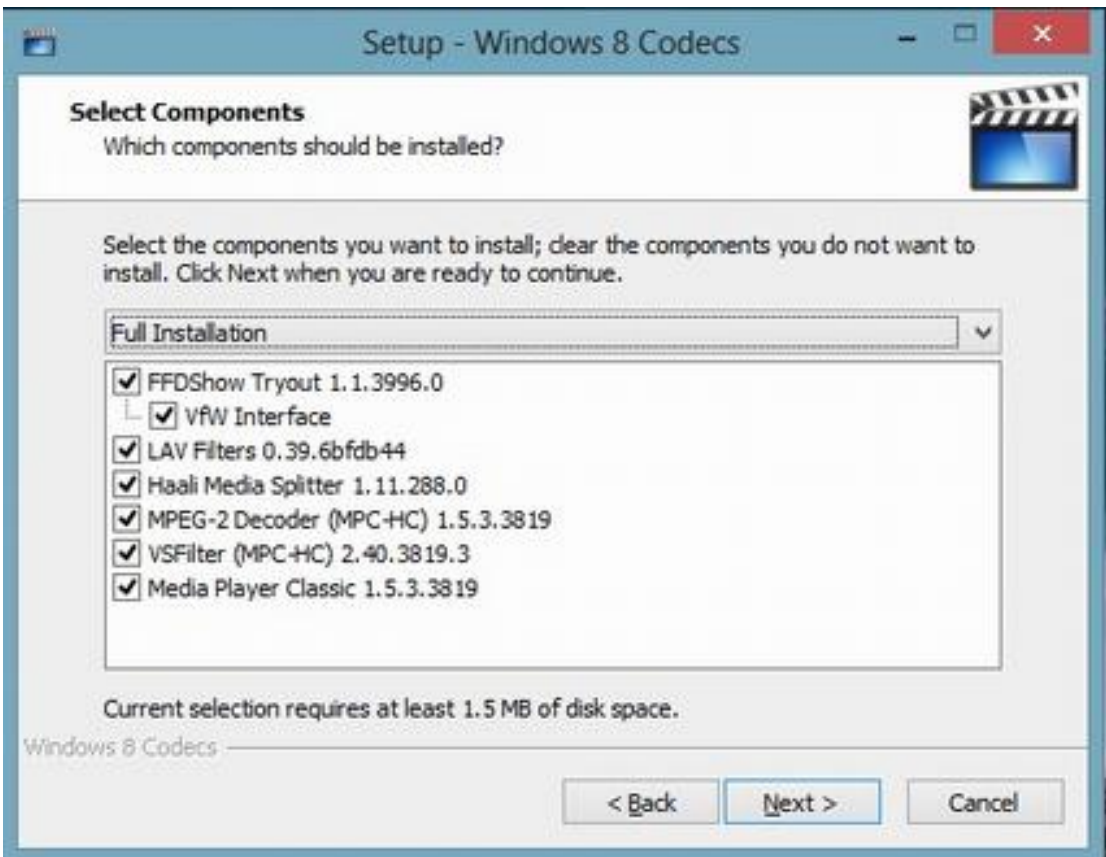 Setup - Windows 8 Codecs
Select Components
Which components should be installed?
Select the components you want to install; clear the components you do not want to
install. Click Next when you are ready to continue.
Full Installation
FFDShow Tryout 1.1.3996.0
VfW Interface
LAV Filters 0.39.6bfdb44
Haali Media Splitter 1.11.288.0
MPEG-2 Decoder (MPC-HC) 1.5.3.3819
VSFilter (MPC-HC) 2.40.3819.3
Media Player Classic 1.5.3.3819
Current selection requires at least 1.5 MB of disk space.
Windows 8 Codecs
< Back Next > Cancel